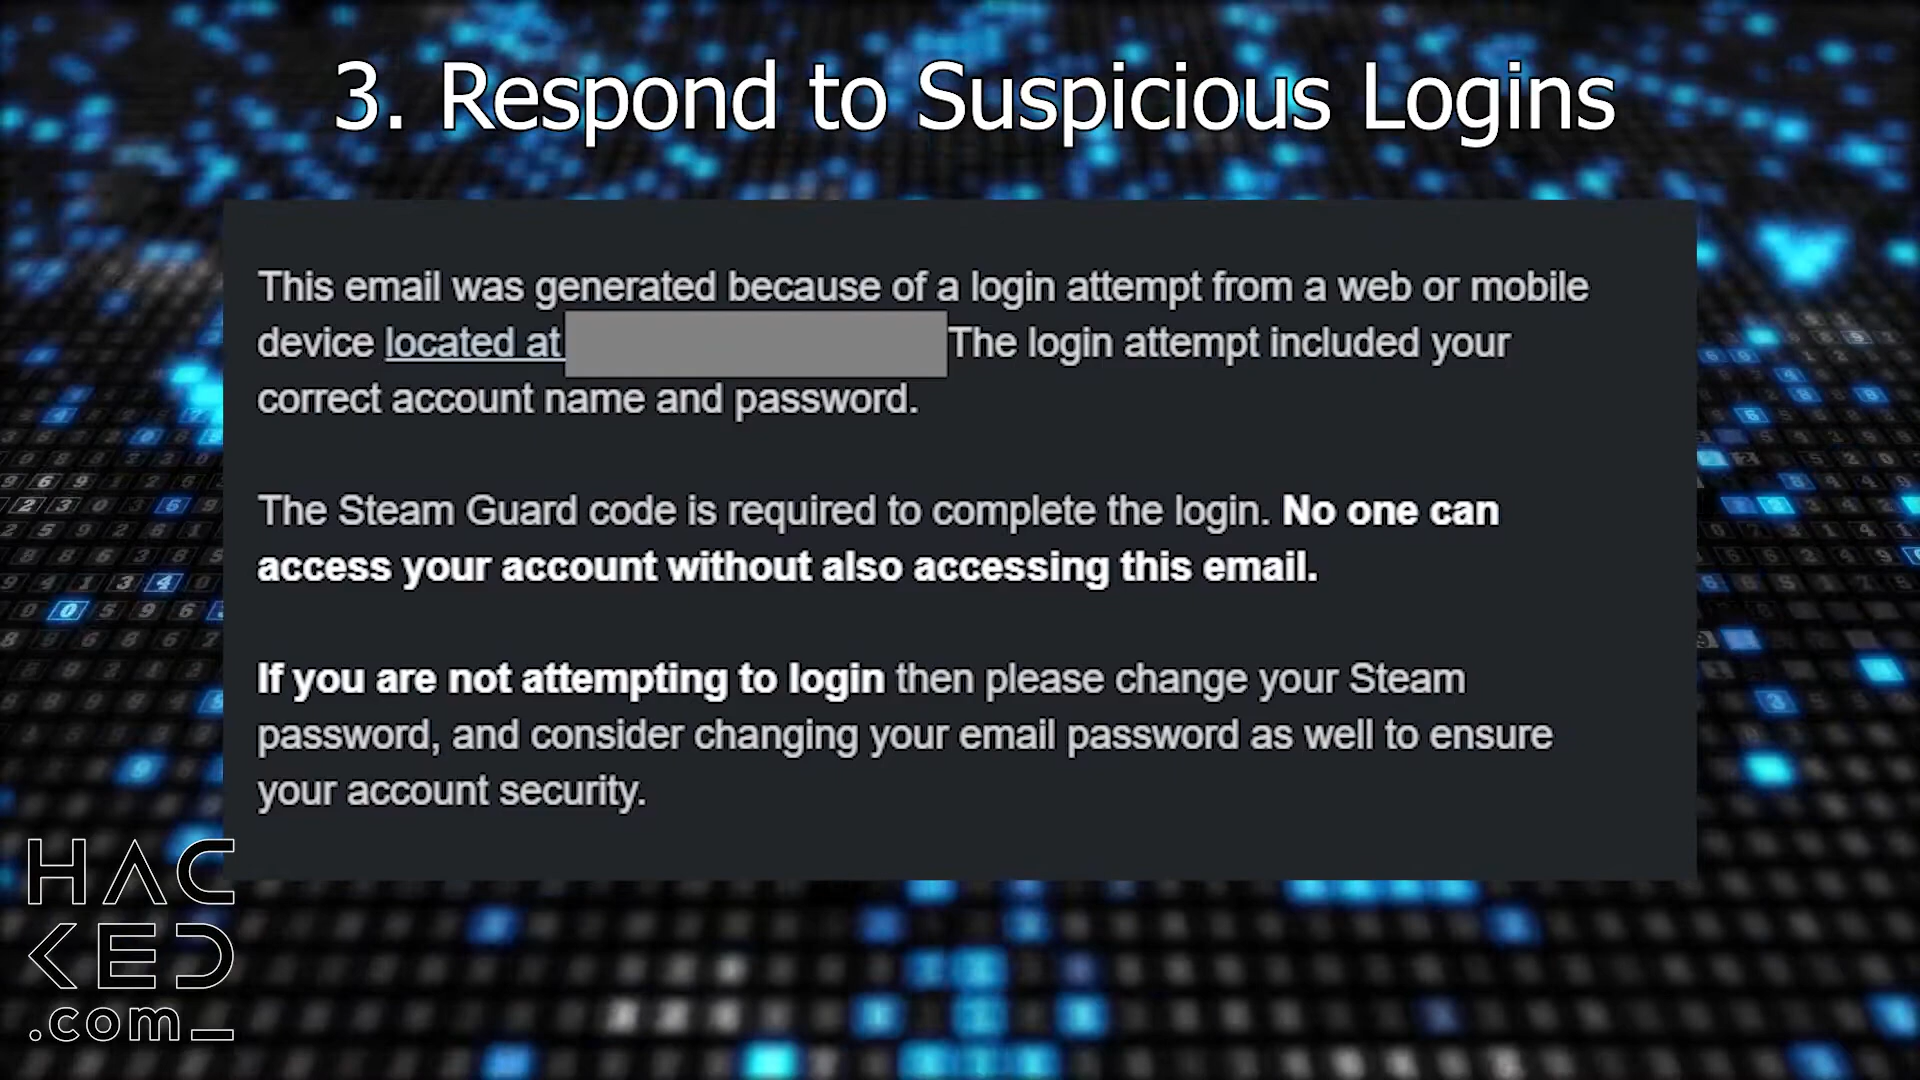 3. Respond to Suspicious Logins
This email was generated because of a login attempt from a web or mobile
device located at The login attempt included your
correct account name and password.
The Steam Guard code is required to complete the login. No one can
access your account without also accessing this email.
If you are not attempting to login then please change your Steam
password, and consider changing your email password as well to ensure
your account security.
HAC
KED
.com_